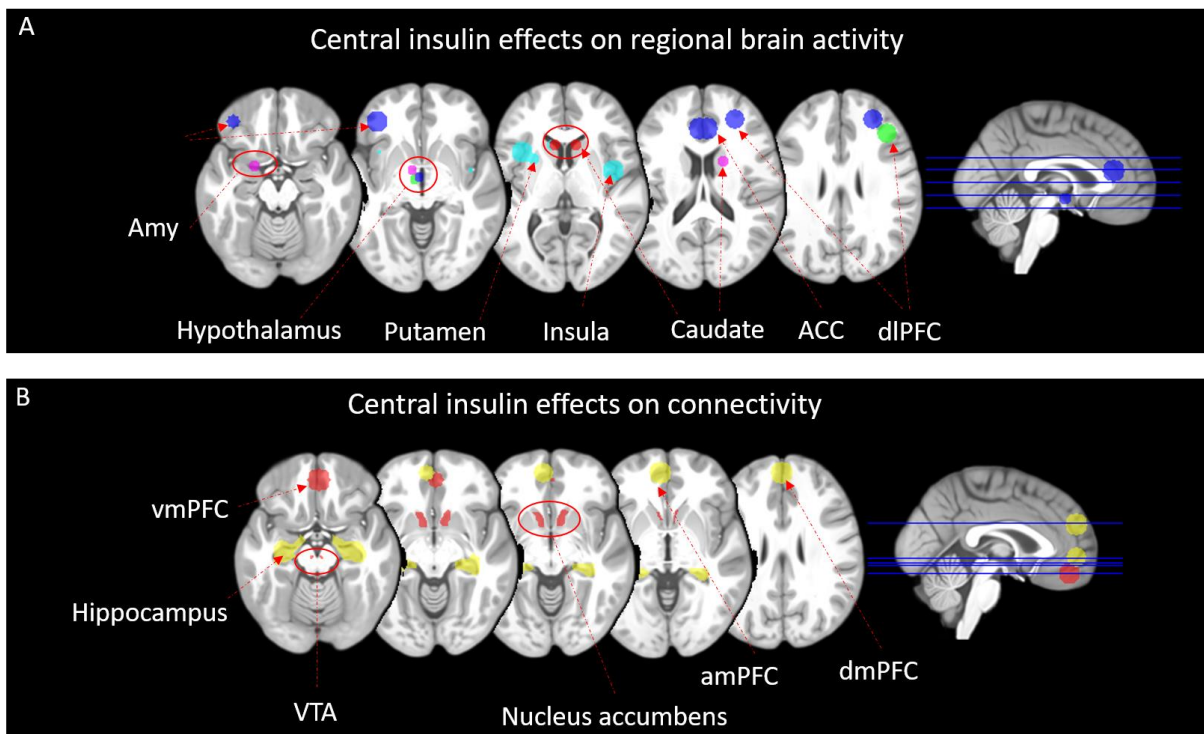 A
Central insulin effects on regional brain activity
Amy
Hypothalamus
Putamen
Insula
Caudate
ACC
dlPFC
B
Central insulin effects on connectivity
vmPFC
Hippocampus
VTA
Nucleus accumbens
amPFC
dmPFC